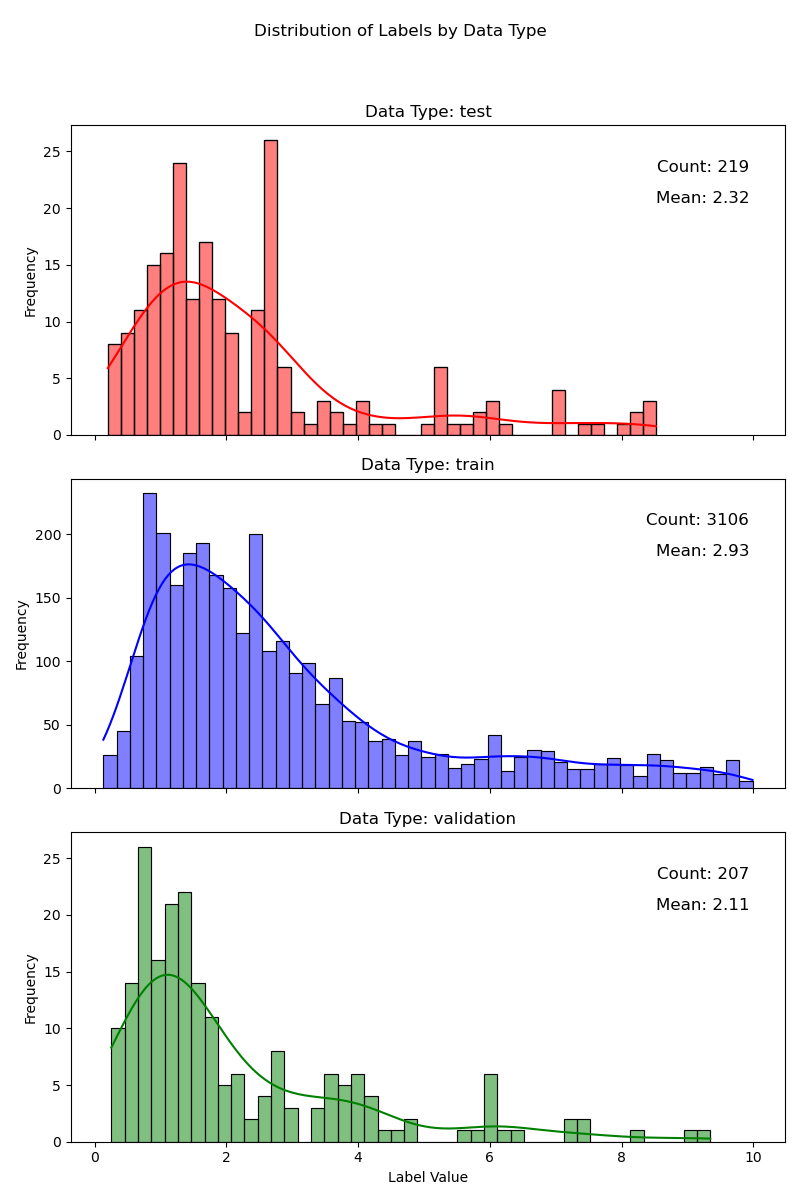 Distribution of Labels by Data Type
Data Type: test
25
20
15
10
5
0
Frequency
Count: 219
Mean: 2.32
Data Type: train
200
150
100
50
0
Frequency
Count: 3106
Mean: 2.93
Data Type: validation
25
20
15
10
5
0
Frequency
Count: 207
Mean: 2.11
0 2 4 6 8 10
Label Value